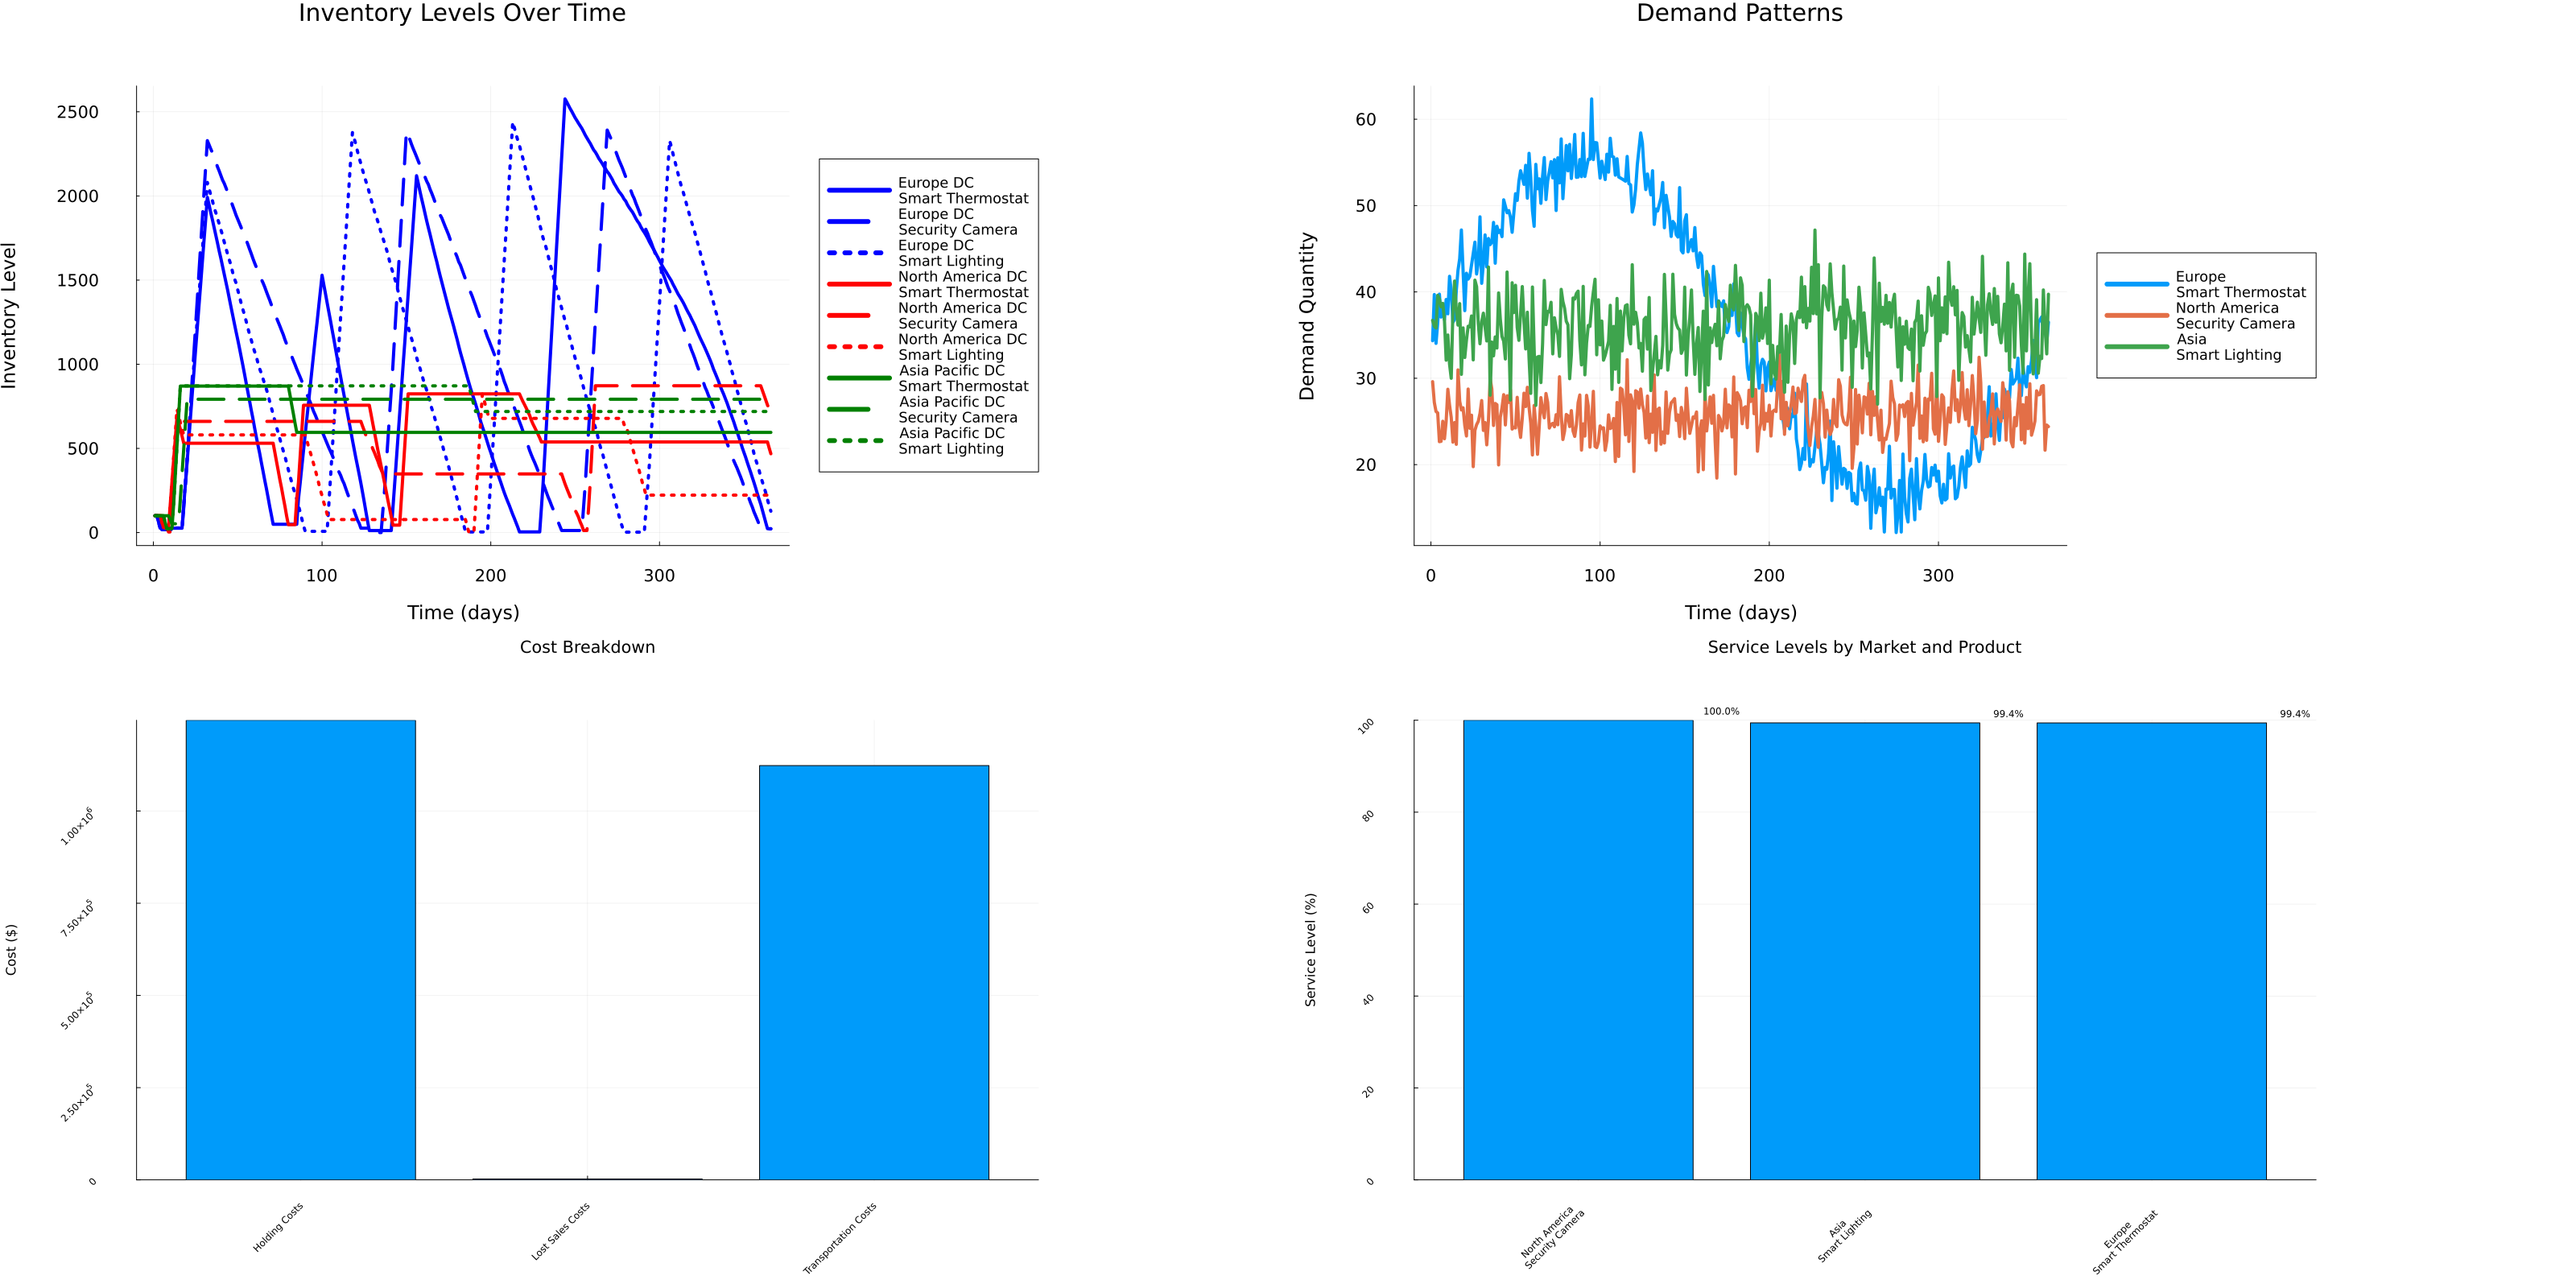 Inventory Levels Over Time
Inventory Level
2500
2000
1500
1000
500
0
0
100
200
300
Time (days)
Europe DC
Smart Thermostat
Europe DC
Security Camera
Europe DC
Smart Lighting
North America DC
Smart Thermostat
North America DC
Security Camera
North America DC
Smart Lighting
Asia Pacific DC
Smart Thermostat
Asia Pacific DC
Security Camera
Asia Pacific DC
Smart Lighting
Demand Patterns
Demand Quantity
60
50
40
30
20
0
100
200
300
Time (days)
Europe
Smart Thermostat
North America
Security Camera
Asia
Smart Lighting
Cost Breakdown
Cost ($)
1.00×10⁶
7.50×10⁵
5.00×10⁵
2.50×10⁵
0
Holding Costs
Lost Sales Costs
Transportation Costs
Service Levels by Market and Product
Service Level (%)
100
80
60
40
20
0
100.0%
99.4%
99.4%
North America
Security Camera
Asia
Smart Lighting
Europe
Smart Thermostat